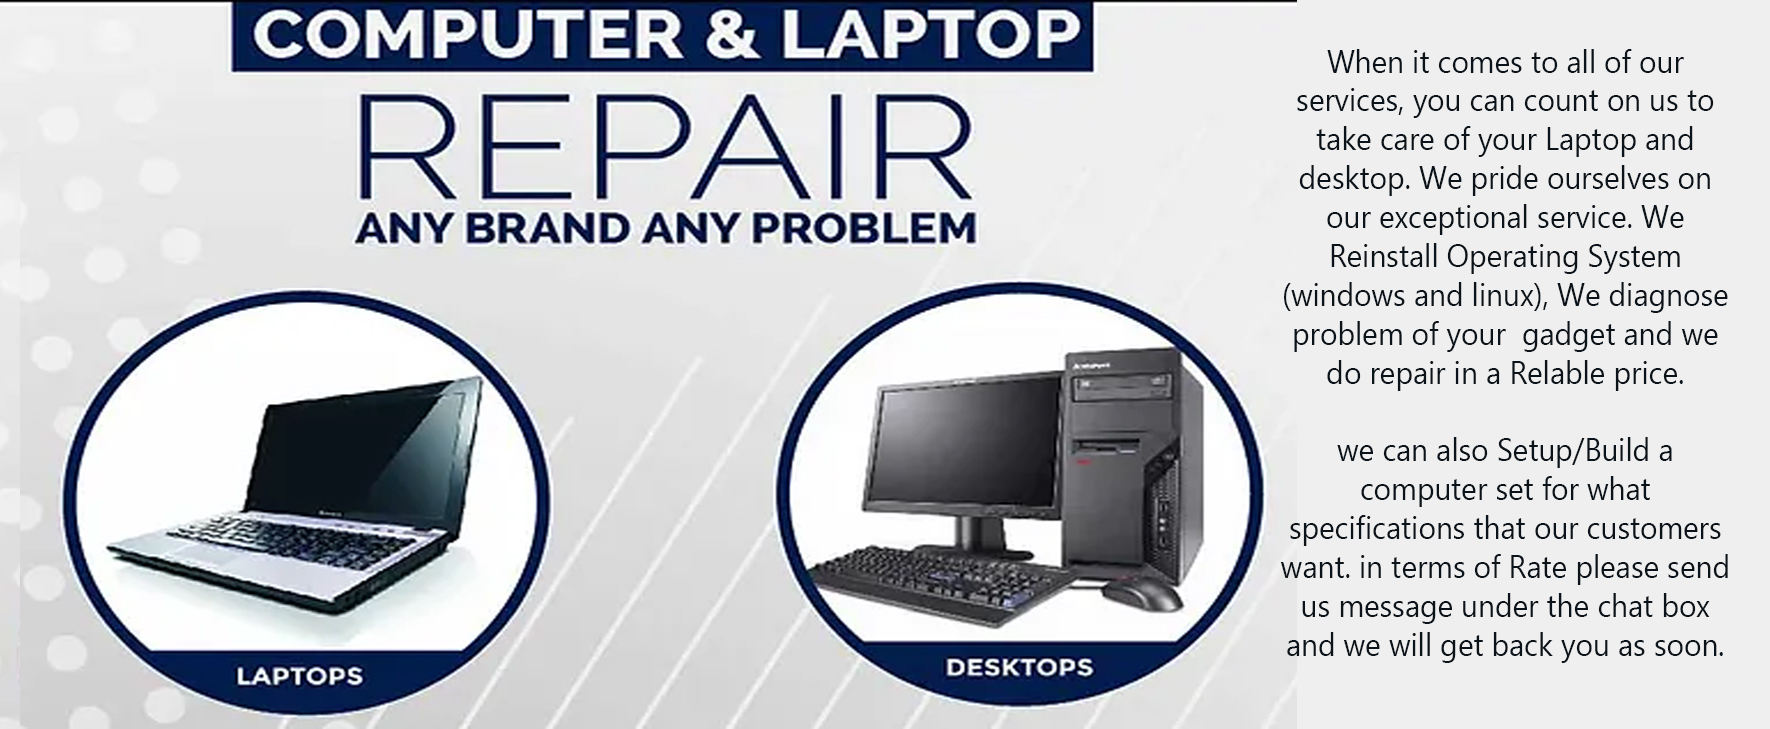 COMPUTER & LAPTOP
REPAIR
ANY BRAND ANY PROBLEM
LAPTOPS
DESKTOPS
When it comes to all of our
services, you can count on us to
take care of your Laptop and
desktop. We pride ourselves on
our exceptional service. We
Reinstall Operating System
(windows and linux), We diagnose
problem of your  gadget and we
do repair in a Relable price.
we can also Setup/Build a
computer set for what
specifications that our customers
want. in terms of Rate please send
us message under the chat box
and we will get back you as soon.